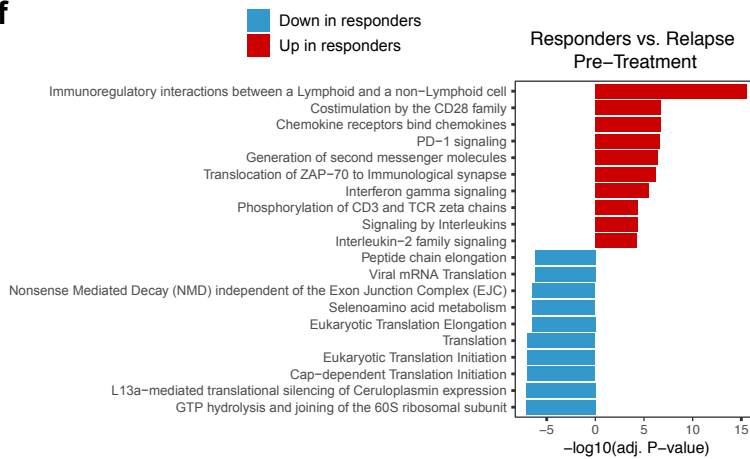 f
Down in responders
Up in responders
Responders vs. Relapse
Pre−Treatment
Immunoregulatory interactions between a Lymphoid and a non−Lymphoid cell
Costimulation by the CD28 family
Chemokine receptors bind chemokines
PD−1 signaling
Generation of second messenger molecules
Translocation of ZAP−70 to Immunological synapse
Interferon gamma signaling
Phosphorylation of CD3 and TCR zeta chains
Signaling by Interleukins
Interleukin−2 family signaling
Peptide chain elongation
Viral mRNA Translation
Nonsense Mediated Decay (NMD) independent of the Exon Junction Complex (EJC)
Selenoamino acid metabolism
Eukaryotic Translation Elongation
Translation
Eukaryotic Translation Initiation
Cap−dependent Translation Initiation
L13a−mediated translational silencing of Ceruloplasmin expression
GTP hydrolysis and joining of the 60S ribosomal subunit
−5 0 5 10 15
−log10(adj. P−value)